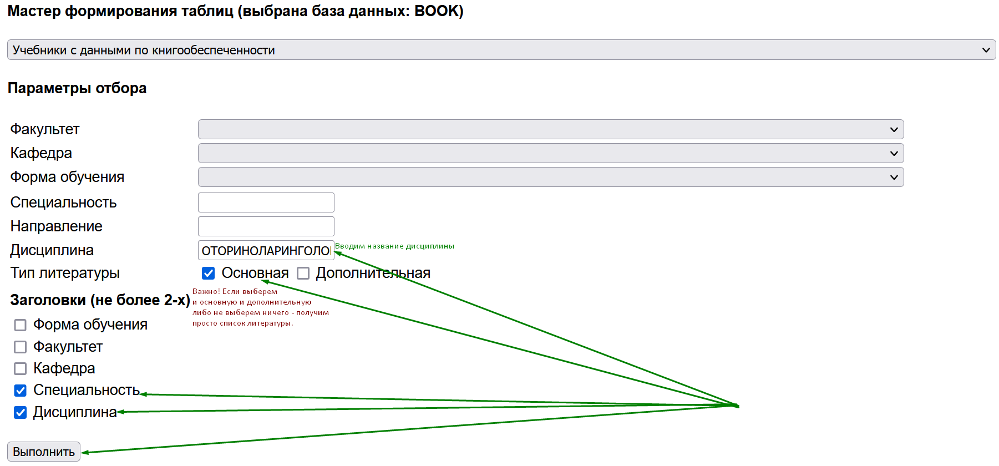 Мастер формирования таблиц (выбрана база данных: BOOK)
Учебники с данными по книгообеспеченности
Параметры отбора
Факультет
Кафедра
Форма обучения
Специальность
Направление
Дисциплина ОТОРИНОЛАРИНГОЛО Вводим название дисциплины
Тип литературы Основная Дополнительная
Важно! Если выберем
и основную и дополнительную
либо не выберем ничего - получим
просто список литературы.
Заголовки (не более 2-х)
Форма обучения
Факультет
Кафедра
Специальность
Дисциплина
Выполнить